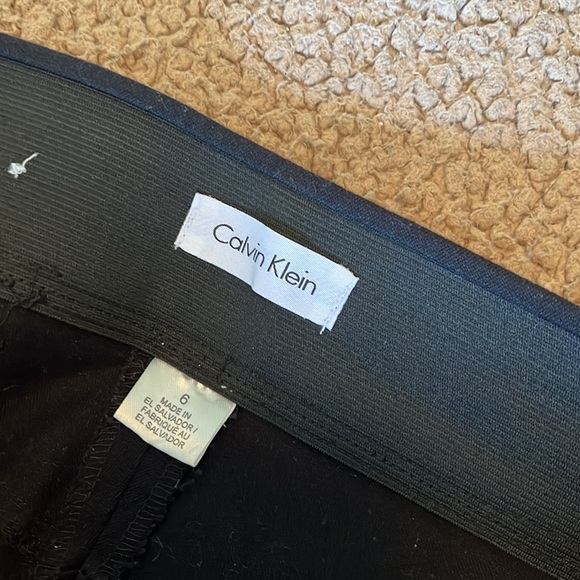 Calvin Klein
6
MADE IN
EL SALVADOR/
FABRIQUÉ AU
EL SALVADOR